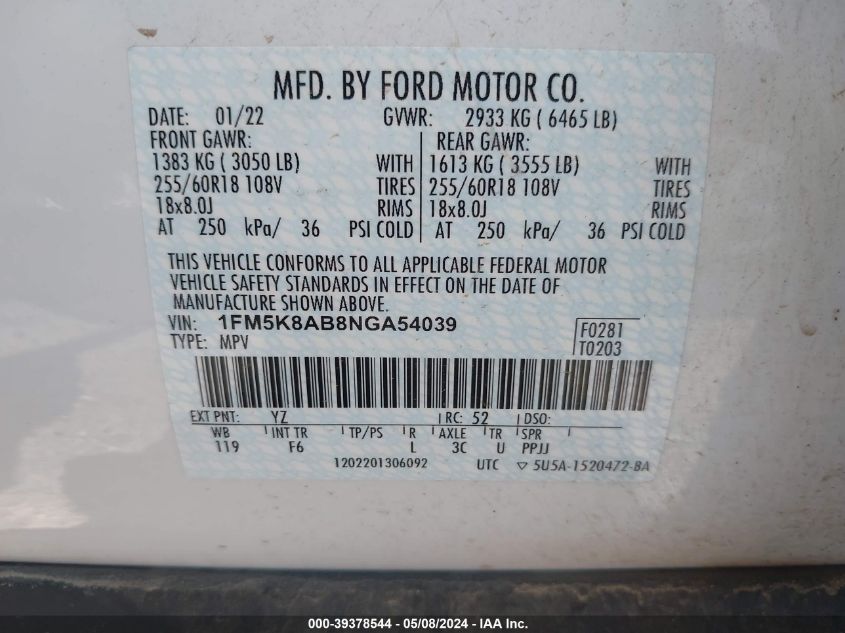 MFD. BY FORD MOTOR CO.
DATE: 01/22 GVWR: 2933 KG ( 6465 LB)
FRONT GAWR: REAR GAWR:
1383 KG ( 3050 LB) WITH 1613 KG ( 3555 LB) WITH
255/60R18 108V TIRES 255/60R18 108V TIRES
18x8.0J RIMS 18x8.0J RIMS
AT 250 kPa/ 36 PSI COLD AT 250 kPa/ 36 PSI COLD
THIS VEHICLE CONFORMS TO ALL APPLICABLE FEDERAL MOTOR
VEHICLE SAFETY STANDARDS IN EFFECT ON THE DATE OF
MANUFACTURE SHOWN ABOVE.
VIN: 1FM5K8AB8NGA54039 F0281
TYPE: MPV T0203
EXT PNT: YZ RC: 52 DSO:
WB INT TR TP/PS R AXLE TR SPR
119 F6 L 3C U PPJJ
1202201306092 UTC ▽ 5U5A-1520472-BA
000-39378544 - 05/08/2024 - IAA Inc.